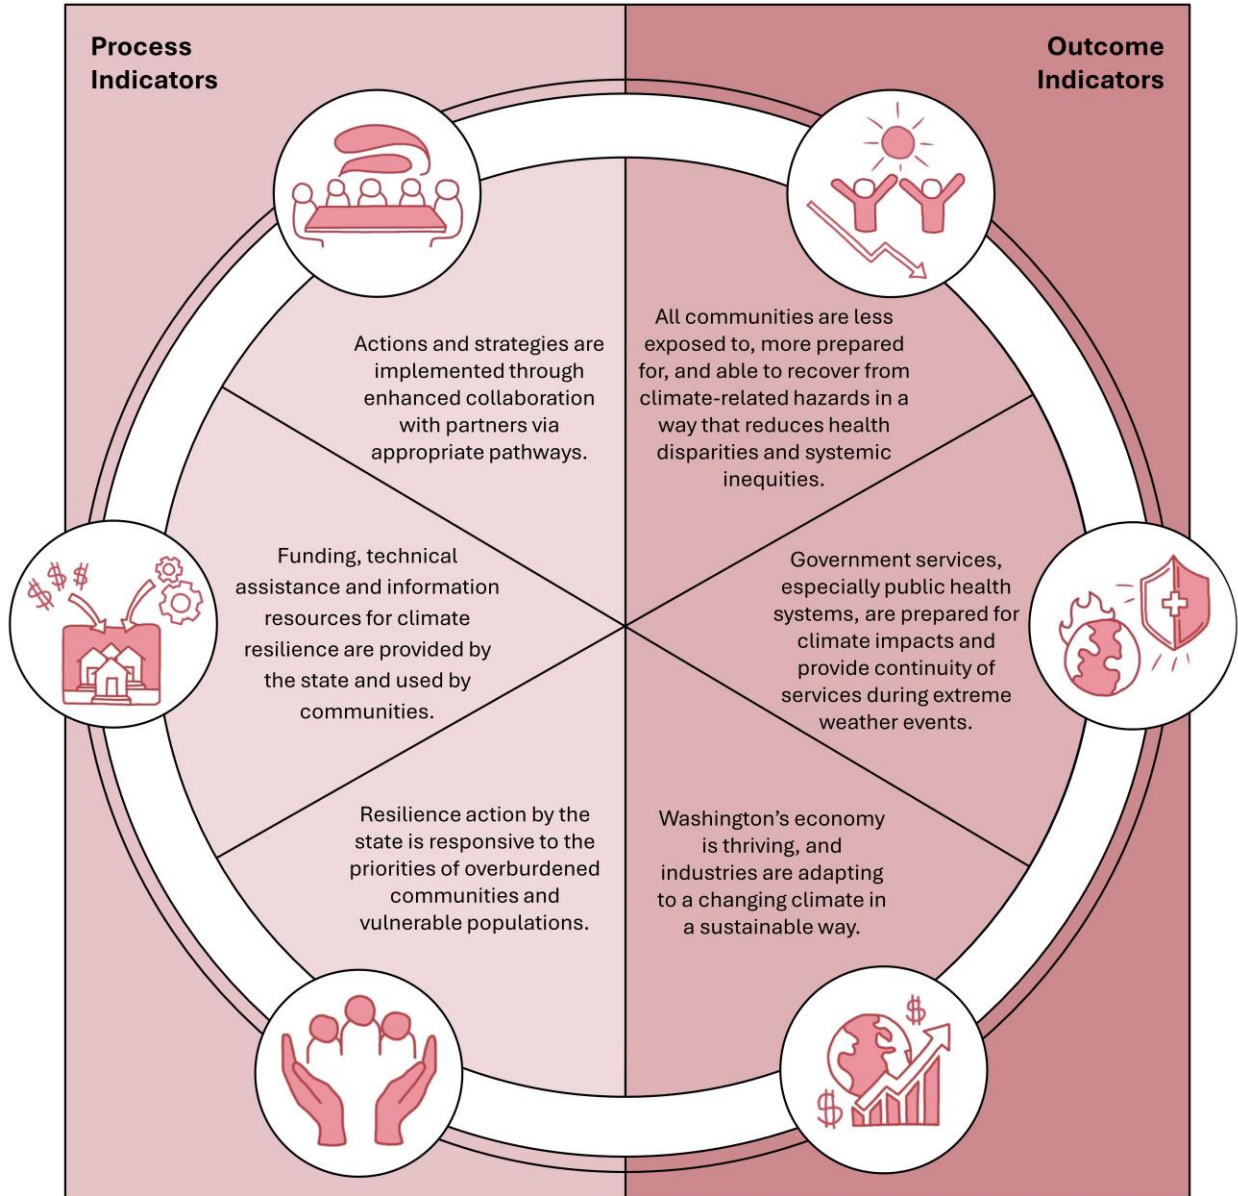 Process
Indicators
Outcome
Indicators
Actions and strategies are
implemented through
enhanced collaboration
with partners via
appropriate pathways.
All communities are less
exposed to, more prepared
for, and able to recover from
climate-related hazards in a
way that reduces health
disparities and systemic
inequities.
Funding, technical
assistance and information
resources for climate
resilience are provided by
the state and used by
communities.
Government services,
especially public health
systems, are prepared for
climate impacts and
provide continuity of
services during extreme
weather events.
Resilience action by the
state is responsive to the
priorities of overburdened
communities and
vulnerable populations.
Washington’s economy
is thriving, and
industries are adapting
to a changing climate in
a sustainable way.
$$$
$
$